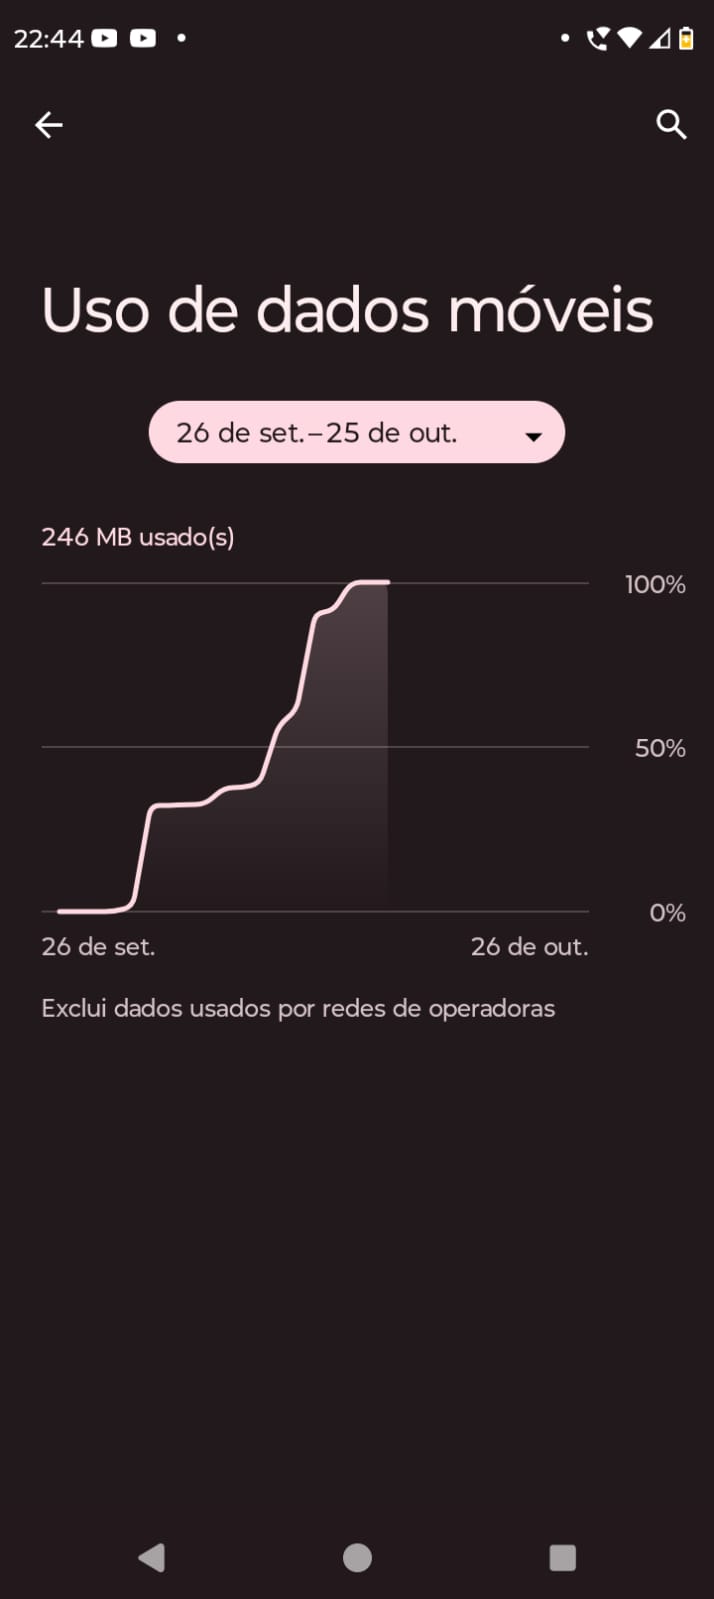 22:44
Uso de dados móveis
26 de set.–25 de out.
246 MB usado(s)
100%
50%
0%
26 de set.
26 de out.
Exclui dados usados por redes de operadoras